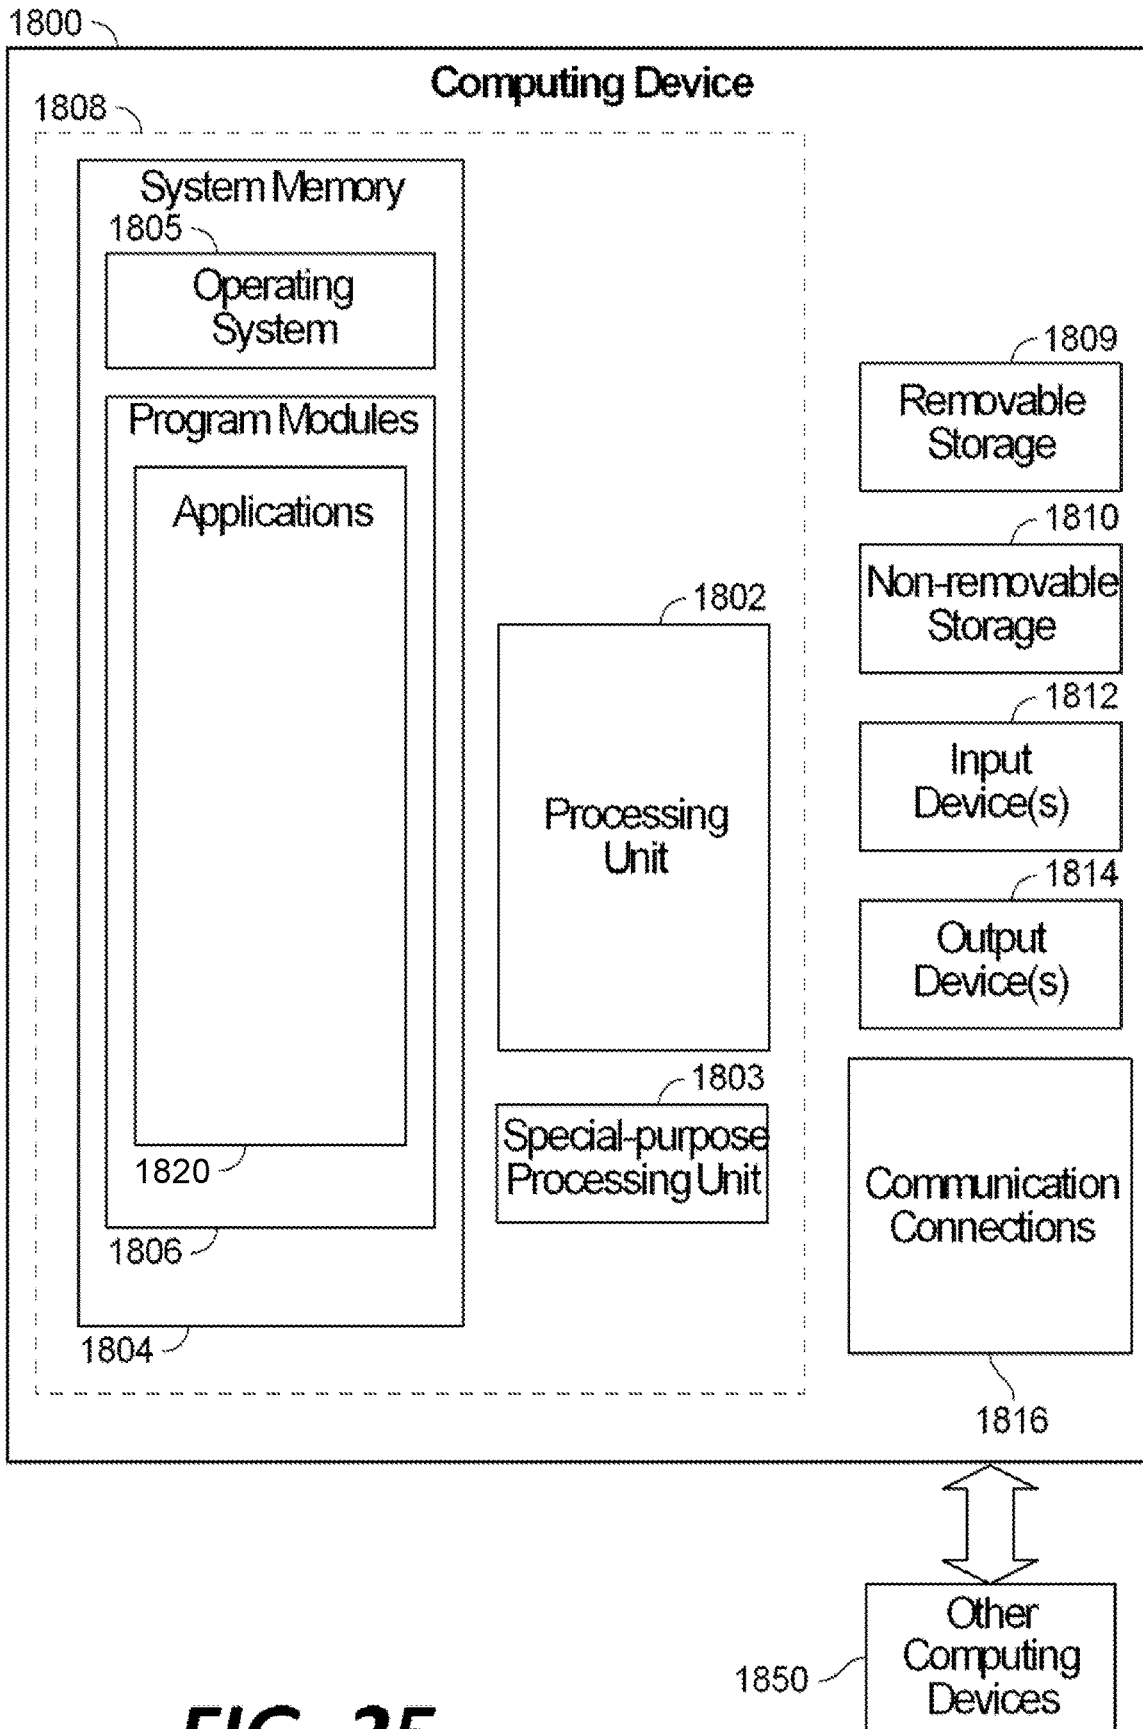 1800
Computing Device
1808
System Memory
1805
Operating
System
Program Modules
Applications
1820
1806
1804
1802
Processing
Unit
1803
Special-purpose
Processing Unit
1809
Removable
Storage
1810
Non-removable
Storage
1812
Input
Device(s)
1814
Output
Device(s)
Communication
Connections
1816
Other
Computing
Devices
1850
FIG.